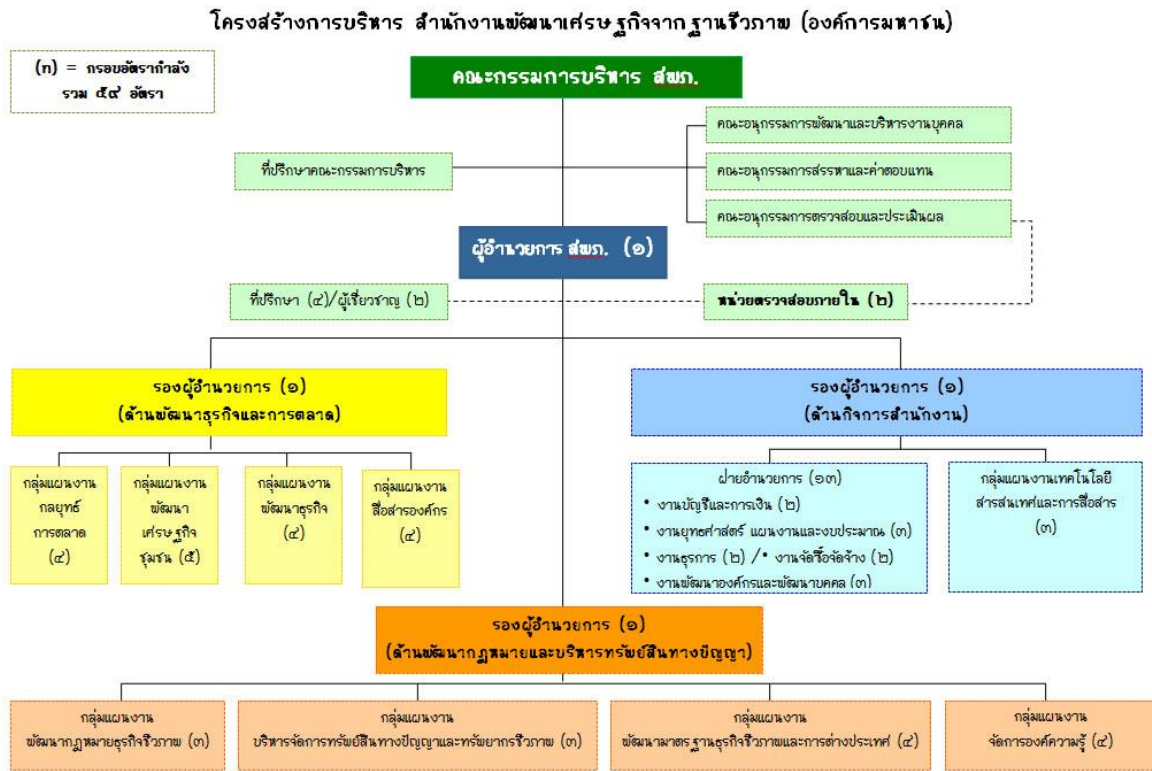 โครงสร้างการบริหาร สำนักงานพัฒนาเศรษฐกิจจากฐานชีวภาพ (องค์การมหาชน)
(n) = กรอบอัตรากำลัง
รวม ๕๙ อัตรา
คณะกรรมการบริหาร สพภ.
คณะอนุกรรมการพัฒนาและบริหารงานบุคคล
ที่ปรึกษาคณะกรรมการบริหาร
คณะอนุกรรมการสรรหาและค่าตอบแทน
คณะอนุกรรมการตรวจสอบและประเมินผล
ผู้อำนวยการ สพภ. (๑)
ที่ปรึกษา (๔)/ผู้เชี่ยวชาญ (๒)
หน่วยตรวจสอบภายใน (๒)
รองผู้อำนวยการ (๑)
(ด้านพัฒนาธุรกิจและการตลาด)
รองผู้อำนวยการ (๑)
(ด้านกิจการสำนักงาน)
กลุ่มแผนงาน
กลยุทธ์
การตลาด
(๔)
กลุ่มแผนงาน
พัฒนา
เศรษฐกิจ
ชุมชน (๕)
กลุ่มแผนงาน
พัฒนาธุรกิจ
(๔)
กลุ่มแผนงาน
สื่อสารองค์กร
(๔)
ฝ่ายอำนวยการ (๑๓)
• งานบัญชีและการเงิน (๒)
• งานยุทธศาสตร์ แผนงานและงบประมาณ (๓)
• งานธุรการ (๒) /• งานจัดซื้อจัดจ้าง (๒)
• งานพัฒนาองค์กรและพัฒนาบุคคล (๓)
กลุ่มแผนงานเทคโนโลยี
สารสนเทศและการสื่อสาร
(๓)
รองผู้อำนวยการ (๑)
(ด้านพัฒนากฎหมายและบริหารทรัพย์สินทางปัญญา)
กลุ่มแผนงาน
พัฒนากฎหมายธุรกิจชีวภาพ (๓)
กลุ่มแผนงาน
บริหารจัดการทรัพย์สินทางปัญญาและทรัพยากรชีวภาพ (๓)
กลุ่มแผนงาน
พัฒนามาตรฐานธุรกิจชีวภาพและการต่างประเทศ (๔)
กลุ่มแผนงาน
จัดการองค์ความรู้ (๔)